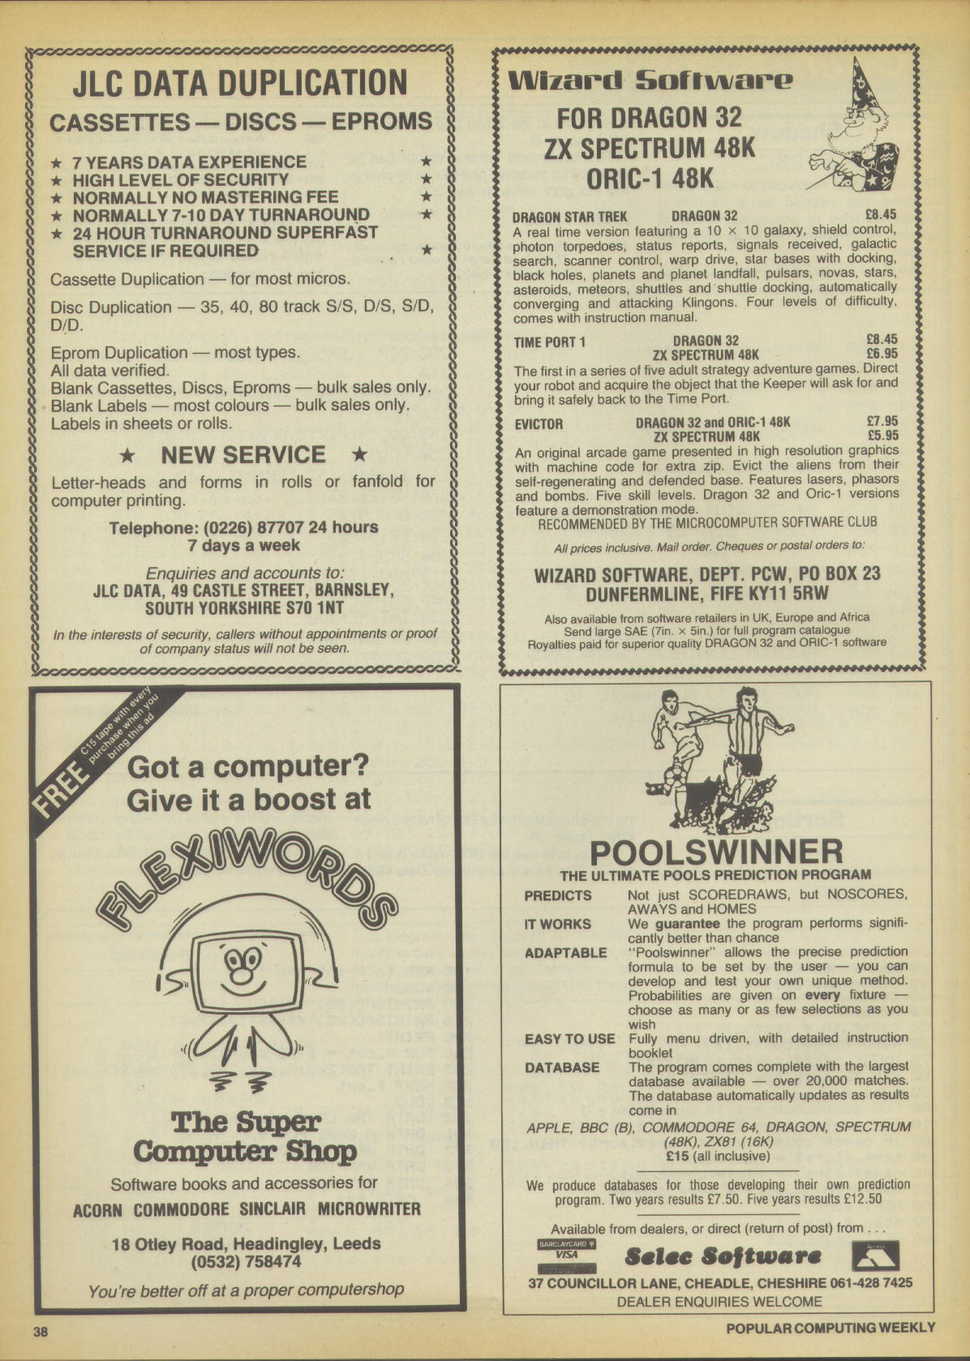 JLC DATA DUPLICATION
CASSETTES — DISCS — EPROMS
★ 7 YEARS DATA EXPERIENCE ★
★ HIGH LEVEL OF SECURITY ★
★ NORMALLY NO MASTERING FEE ★
★ NORMALLY 7-10 DAY TURNAROUND ★
★ 24 HOUR TURNAROUND SUPERFAST
SERVICE IF REQUIRED ★
Cassette Duplication — for most micros.
Disc Duplication — 35, 40, 80 track S/S, D/S, S/D,
D/D.
Eprom Duplication — most types.
All data verified.
Blank Cassettes, Discs, Eproms — bulk sales only.
Blank Labels — most colours — bulk sales only.
Labels in sheets or rolls.
★ NEW SERVICE ★
Letter-heads and forms in rolls or fanfold for
computer printing.
Telephone: (0226) 87707 24 hours
7 days a week
Enquiries and accounts to:
JLC DATA, 49 CASTLE STREET, BARNSLEY,
SOUTH YORKSHIRE S70 1NT
In the interests of security, callers without appointments or proof
of company status will not be seen.
Wizard Software
FOR DRAGON 32
ZX SPECTRUM 48K
ORIC-1 48K
DRAGON STAR TREK DRAGON 32 £8.45
A real time version featuring a 10 × 10 galaxy, shield control,
photon torpedoes, status reports, signals received, galactic
search, scanner control, warp drive, star bases with docking,
black holes, planets and planet landfall, pulsars, novas, stars,
asteroids, meteors, shuttles and shuttle docking, automatically
converging and attacking Klingons. Four levels of difficulty,
comes with instruction manual.
TIME PORT 1 DRAGON 32 £8.45
ZX SPECTRUM 48K £6.95
The first in a series of five adult strategy adventure games. Direct
your robot and acquire the object that the Keeper will ask for and
bring it safely back to the Time Port.
EVICTOR DRAGON 32 and ORIC-1 48K £7.95
ZX SPECTRUM 48K £5.95
An original arcade game presented in high resolution graphics
with machine code for extra zip. Evict the aliens from their
self-regenerating and defended base. Features lasers, phasors
and bombs. Five skill levels. Dragon 32 and Oric-1 versions
feature a demonstration mode.
RECOMMENDED BY THE MICROCOMPUTER SOFTWARE CLUB
All prices inclusive. Mail order. Cheques or postal orders to:
WIZARD SOFTWARE, DEPT. PCW, PO BOX 23
DUNFERMLINE, FIFE KY11 5RW
Also available from software retailers in UK, Europe and Africa
Send large SAE (7in. × 5in.) for full program catalogue
Royalties paid for superior quality DRAGON 32 and ORIC-1 software
FREE
C15 tape with every
purchase when you
bring this ad
Got a computer?
Give it a boost at
FLEXIWORDS
The Super
Computer Shop
Software books and accessories for
ACORN COMMODORE SINCLAIR MICROWRITER
18 Otley Road, Headingley, Leeds
(0532) 758474
You're better off at a proper computershop
POOLSWINNER
THE ULTIMATE POOLS PREDICTION PROGRAM
PREDICTS Not just SCOREDRAWS, but NOSCORES,
AWAYS and HOMES
IT WORKS We guarantee the program performs signifi-
cantly better than chance
ADAPTABLE "Poolswinner" allows the precise prediction
formula to be set by the user — you can
develop and test your own unique method.
Probabilities are given on every fixture —
choose as many or as few selections as you
wish
EASY TO USE Fully menu driven, with detailed instruction
booklet
DATABASE The program comes complete with the largest
database available — over 20,000 matches.
The database automatically updates as results
come in
APPLE, BBC (B), COMMODORE 64, DRAGON, SPECTRUM
(48K), ZX81 (16K)
£15 (all inclusive)
We produce databases for those developing their own prediction
program. Two years results £7.50. Five years results £12.50
Available from dealers, or direct (return of post) from . . .
BARCLAYCARD
VISA
Selec Software
37 COUNCILLOR LANE, CHEADLE, CHESHIRE 061-428 7425
DEALER ENQUIRIES WELCOME
38
POPULAR COMPUTING WEEKLY